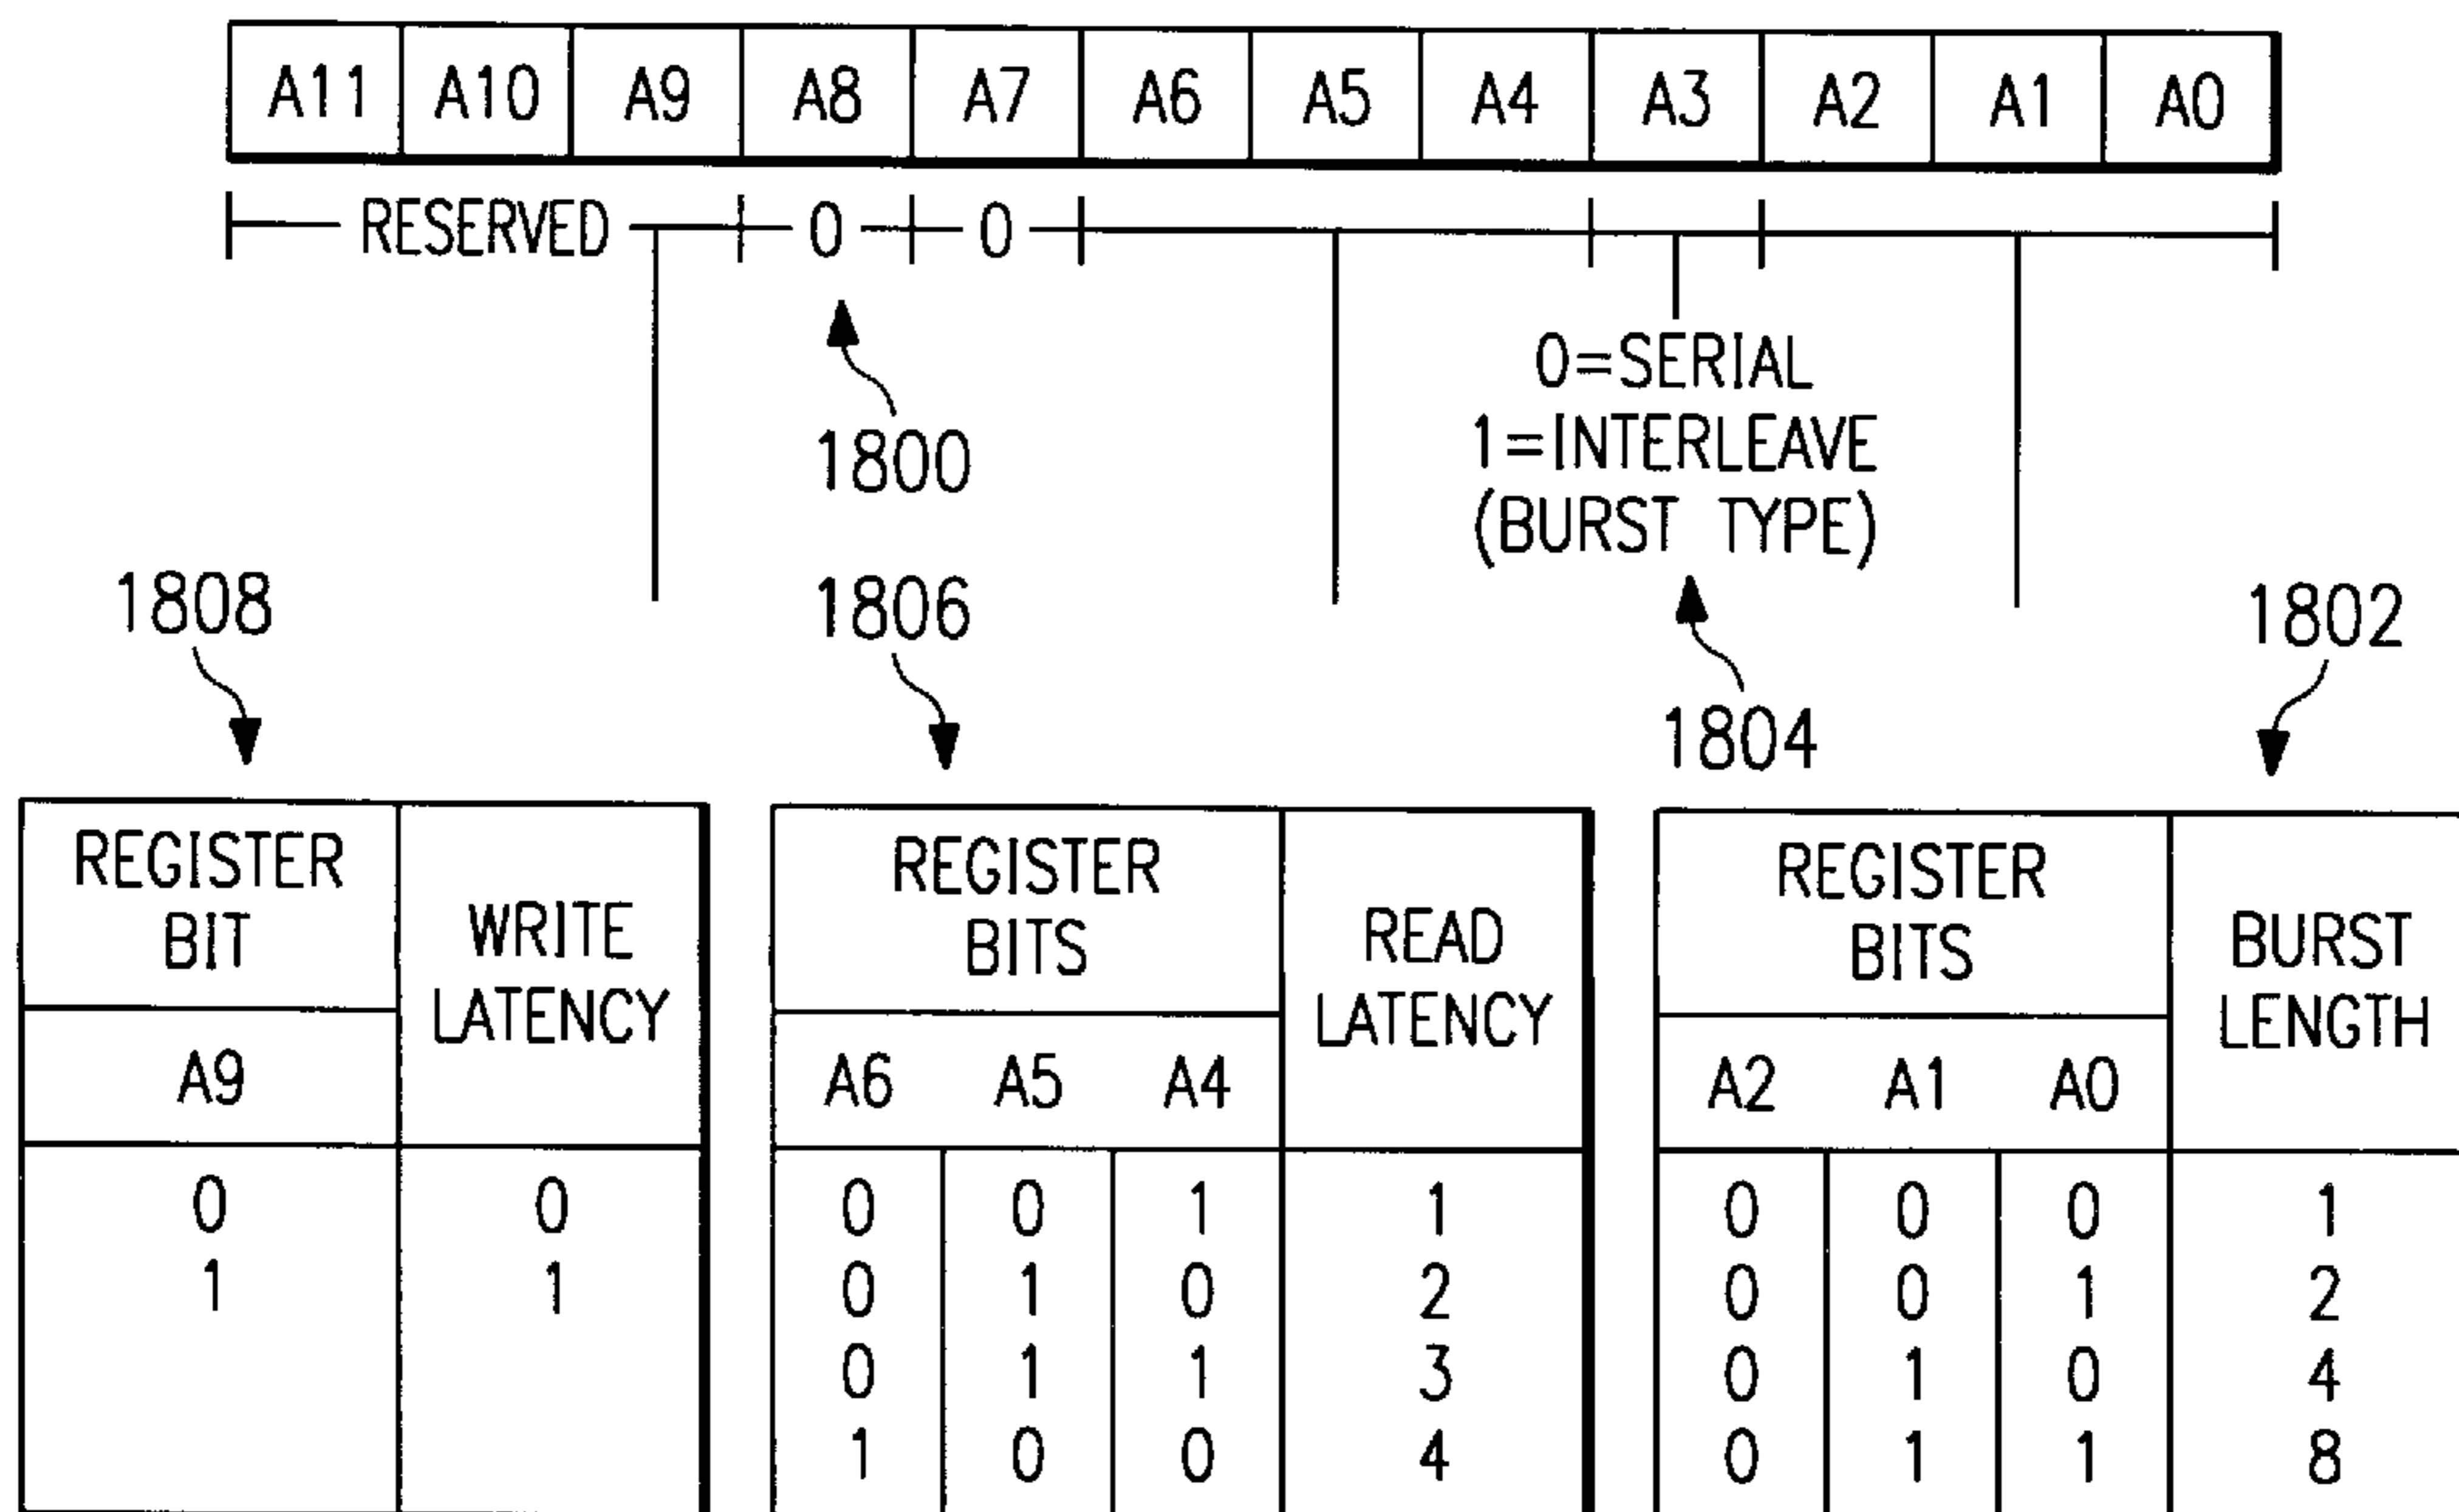 A11 A10 A9 A8 A7 A6 A5 A4 A3 A2 A1 A0
RESERVED 0 0
0=SERIAL
1=INTERLEAVE
(BURST TYPE)
1800
1808
1806
1804
1802
REGISTER
BIT
WRITE
LATENCY
A9
0 0
1 1
REGISTER
BITS
READ
LATENCY
A6 A5 A4
0 0 1 1
0 1 0 2
0 1 1 3
1 0 0 4
REGISTER
BITS
BURST
LENGTH
A2 A1 A0
0 0 0 1
0 0 1 2
0 1 0 4
0 1 1 8